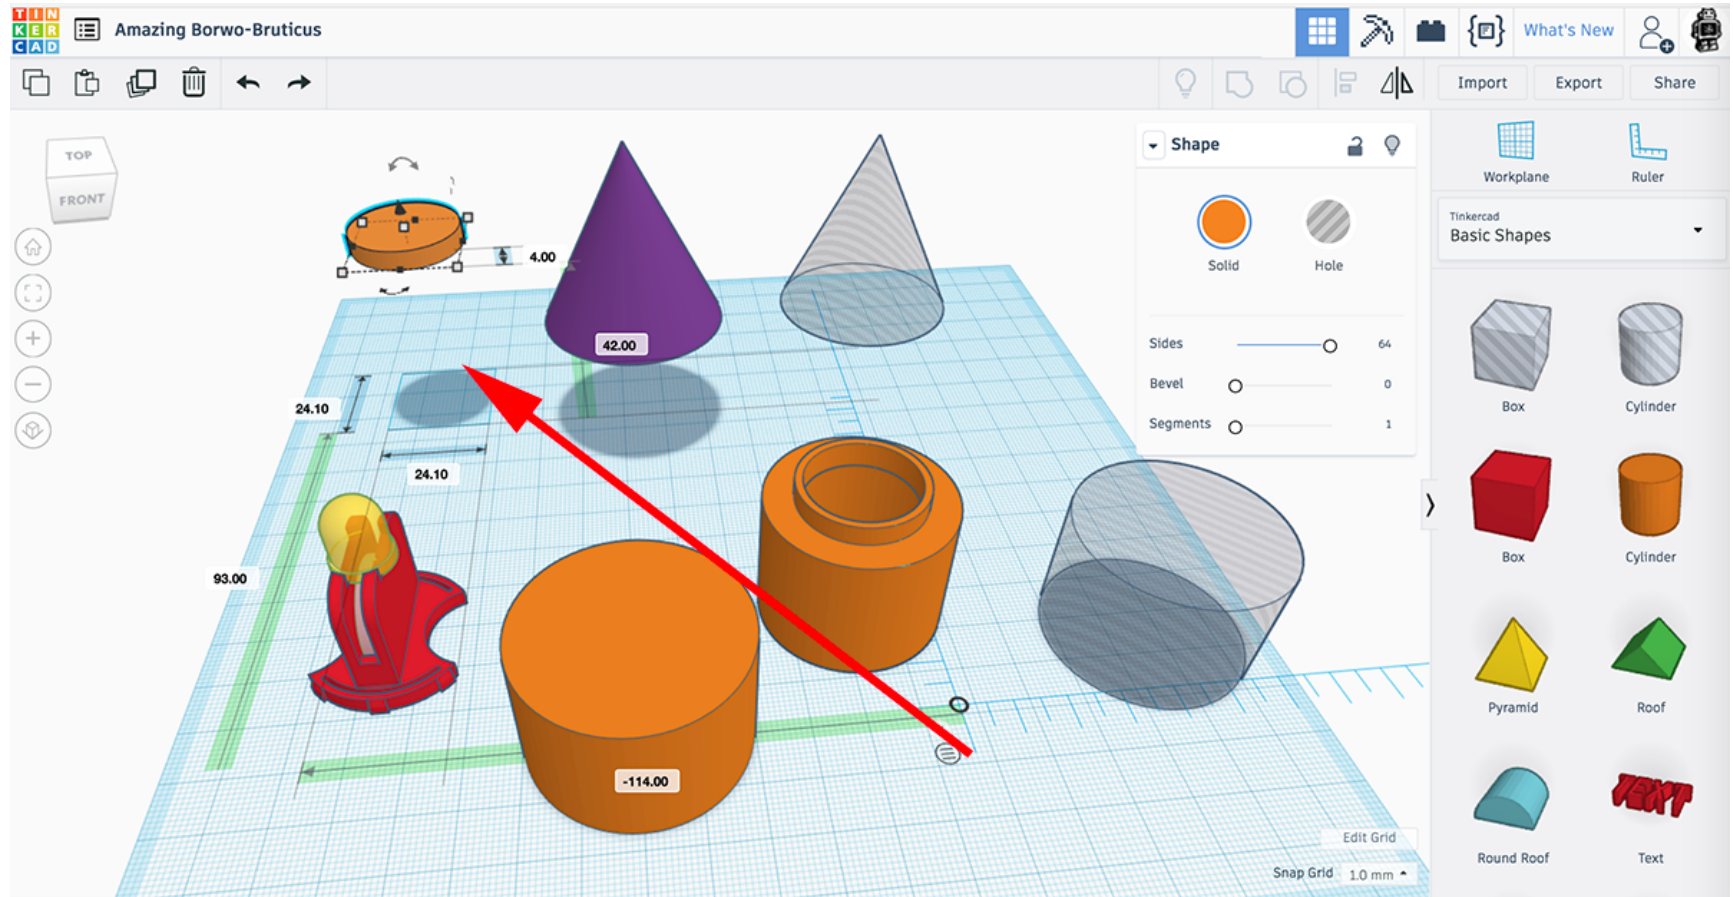 TIN
KER
CAD
Amazing Borwo-Bruticus
What's New
Import
Export
Share
TOP
FRONT
Shape
Solid
Hole
Sides
64
Bevel
0
Segments
1
Workplane
Ruler
Tinkercad
Basic Shapes
Box
Cylinder
Box
Cylinder
Pyramid
Roof
Round Roof
TEXT
Text
4.00
42.00
24.10
24.10
93.00
-114.00
Edit Grid
Snap Grid 1.0 mm